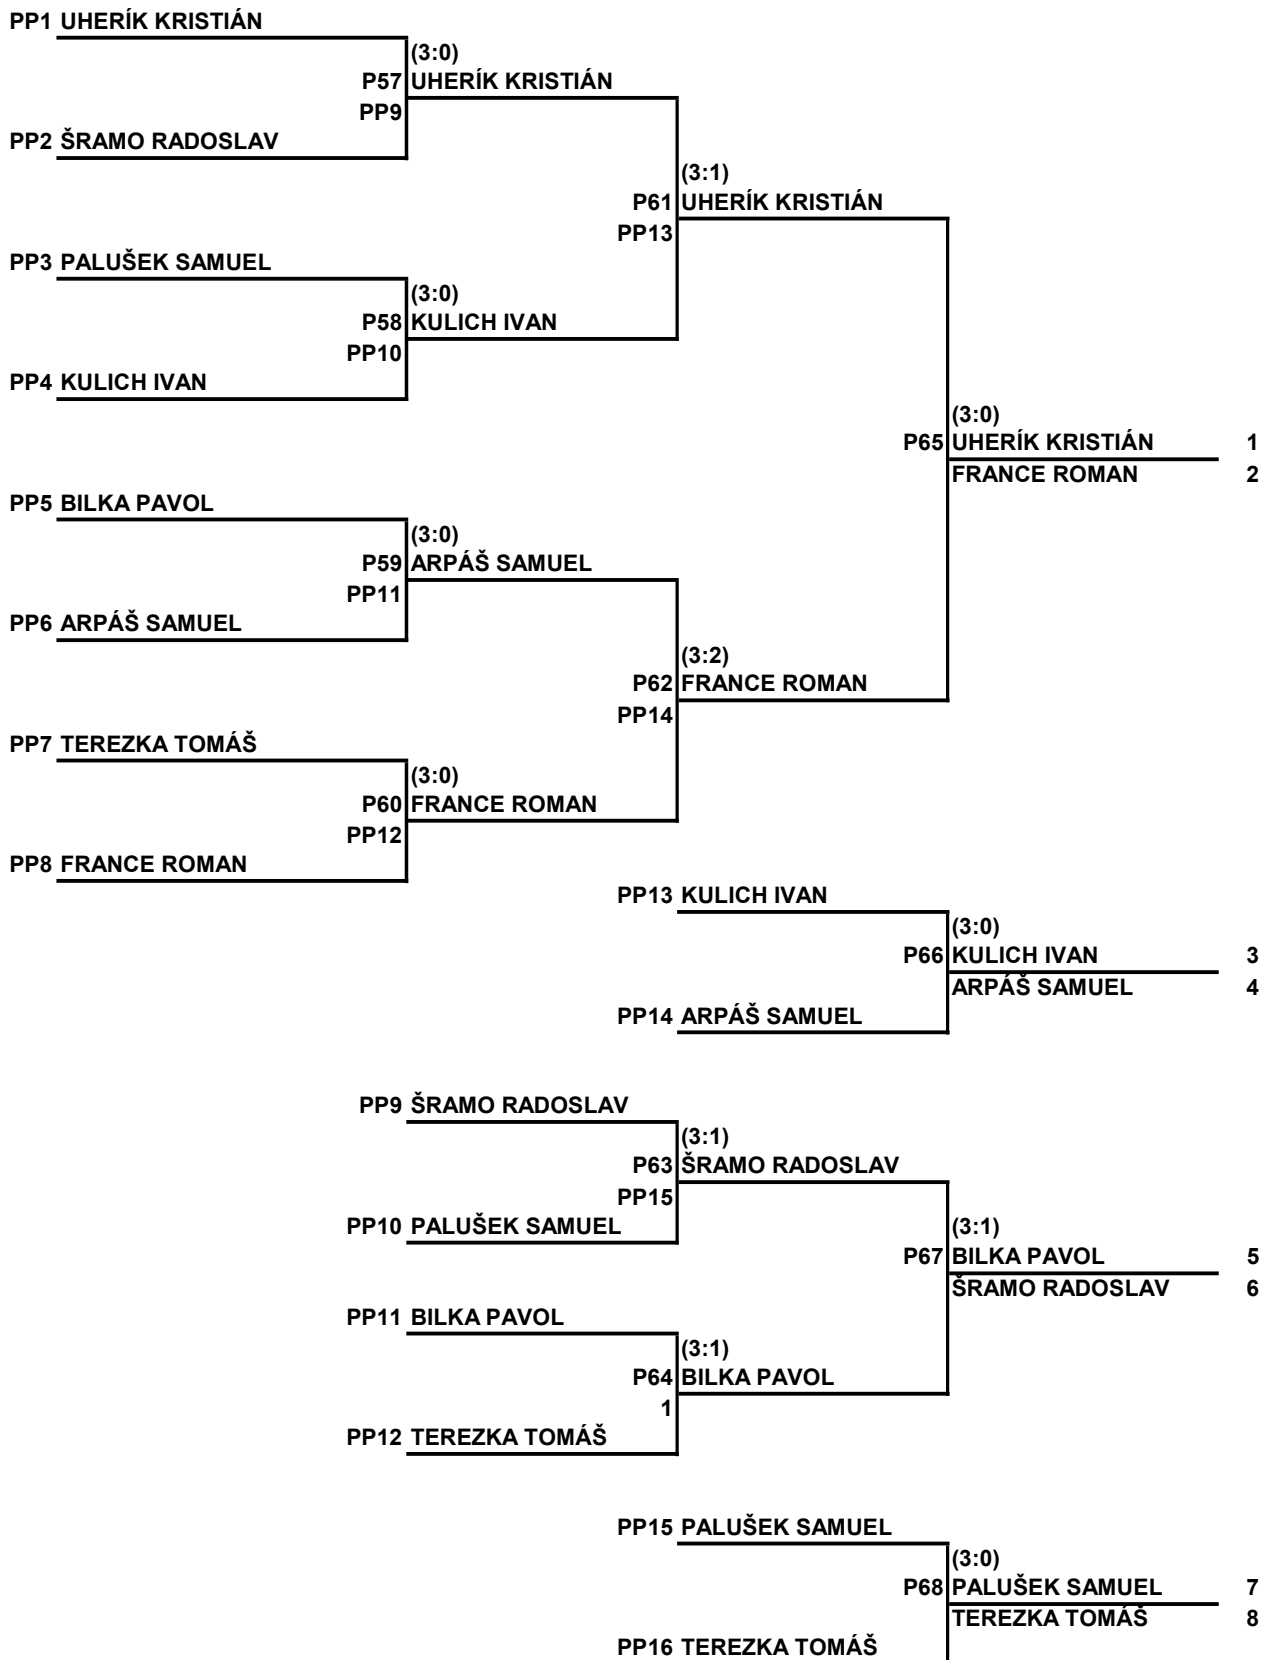 PP1 UHERÍK KRISTIÁN
(3:0)
P57 UHERÍK KRISTIÁN
PP9
PP2 ŠRAMO RADOSLAV
(3:1)
P61 UHERÍK KRISTIÁN
PP13
PP3 PALUŠEK SAMUEL
(3:0)
P58 KULICH IVAN
PP10
PP4 KULICH IVAN
(3:0)
P65 UHERÍK KRISTIÁN 1
FRANCE ROMAN 2
PP5 BILKA PAVOL
(3:0)
P59 ARPÁŠ SAMUEL
PP11
PP6 ARPÁŠ SAMUEL
(3:2)
P62 FRANCE ROMAN
PP14
PP7 TEREZKA TOMÁŠ
(3:0)
P60 FRANCE ROMAN
PP12
PP8 FRANCE ROMAN
PP13 KULICH IVAN
(3:0)
P66 KULICH IVAN 3
ARPÁŠ SAMUEL 4
PP14 ARPÁŠ SAMUEL
PP9 ŠRAMO RADOSLAV
(3:1)
P63 ŠRAMO RADOSLAV
PP15
PP10 PALUŠEK SAMUEL
(3:1)
P67 BILKA PAVOL 5
ŠRAMO RADOSLAV 6
PP11 BILKA PAVOL
(3:1)
P64 BILKA PAVOL
1
PP12 TEREZKA TOMÁŠ
PP15 PALUŠEK SAMUEL
(3:0)
P68 PALUŠEK SAMUEL 7
TEREZKA TOMÁŠ 8
PP16 TEREZKA TOMÁŠ